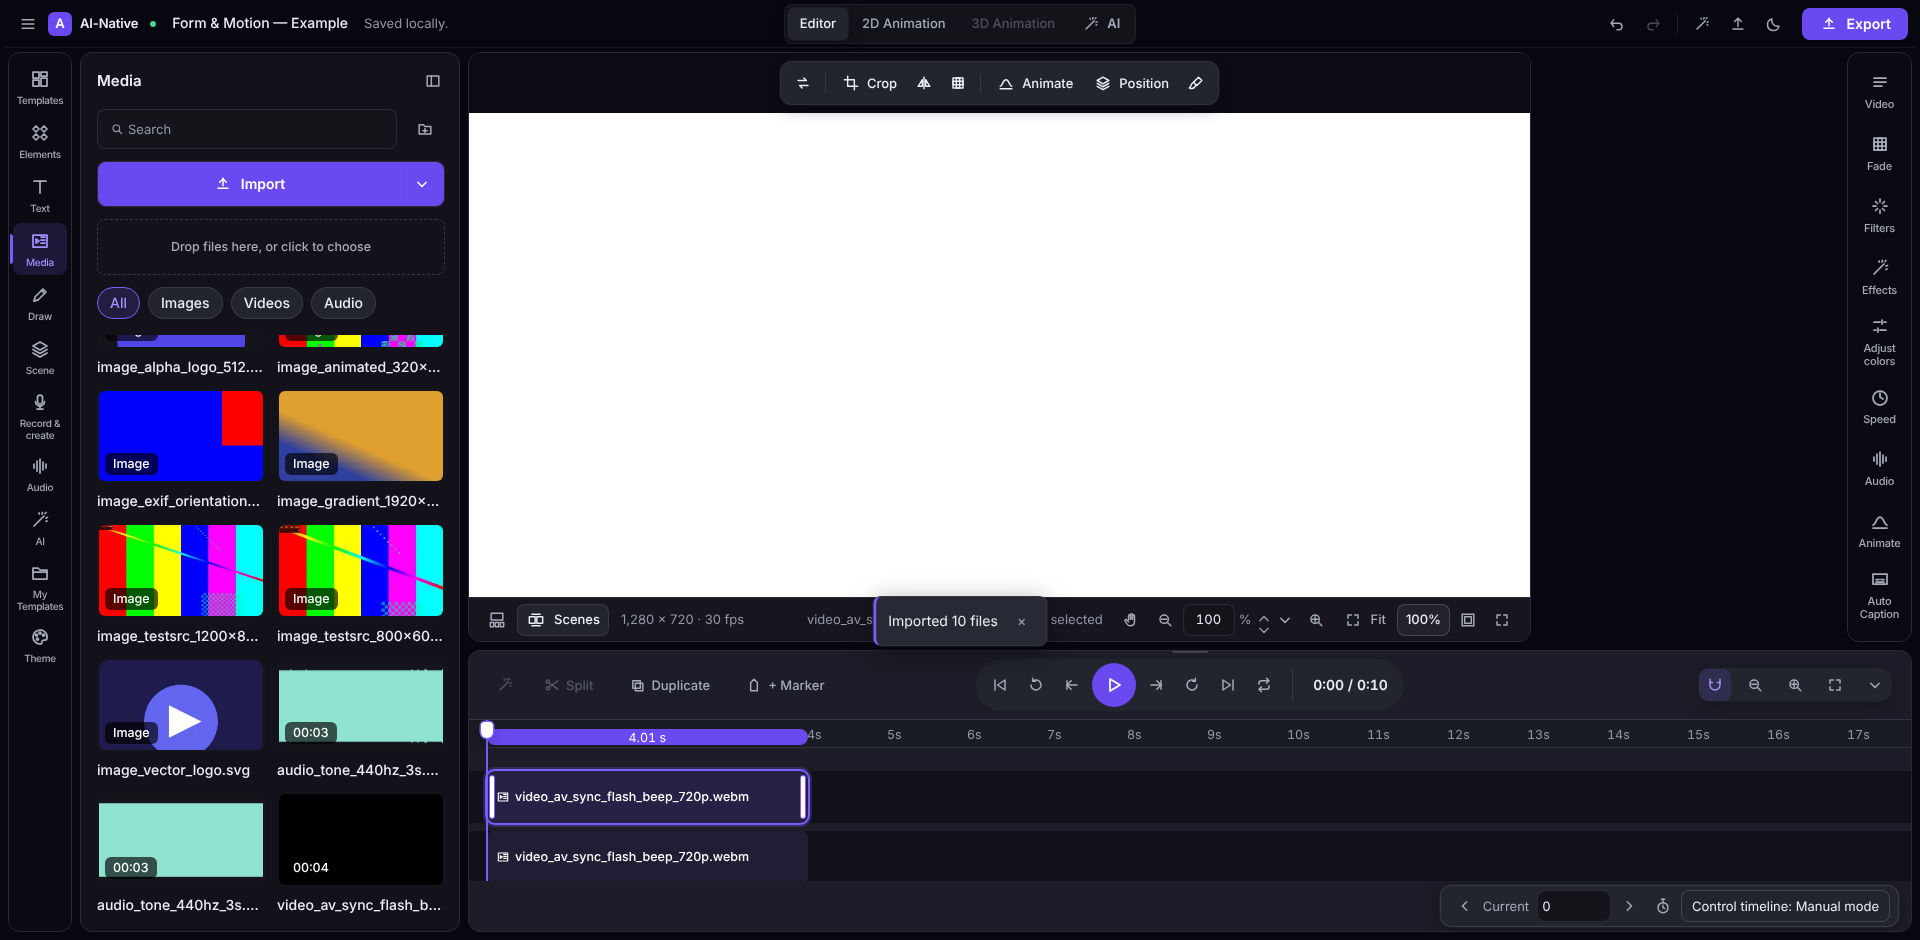 A AI-Native Form & Motion — Example Saved locally.
Editor 2D Animation 3D Animation AI
Export
Templates
Elements
Text
Media
Draw
Scene
Record &
create
Audio
AI
My
Templates
Theme
Media
Search
Import
Drop files here, or click to choose
All Images Videos Audio
image_alpha_logo_512.... image_animated_320×...
Image Image
image_exif_orientation... image_gradient_1920×...
Image Image
image_testsrc_1200×8... image_testsrc_800×60...
Image 00:03
image_vector_logo.svg audio_tone_440hz_3s....
00:03 00:04
audio_tone_440hz_3s.... video_av_sync_flash_b...
Crop Animate Position
Scenes 1,280 × 720 · 30 fps video_av_s selected 100 % Fit 100%
Imported 10 files ×
Split Duplicate + Marker 0:00 / 0:10
4.01 s 4s 5s 6s 7s 8s 9s 10s 11s 12s 13s 14s 15s 16s 17s
video_av_sync_flash_beep_720p.webm
video_av_sync_flash_beep_720p.webm
Current 0 Control timeline: Manual mode
Video
Fade
Filters
Effects
Adjust
colors
Speed
Audio
Animate
Auto
Caption